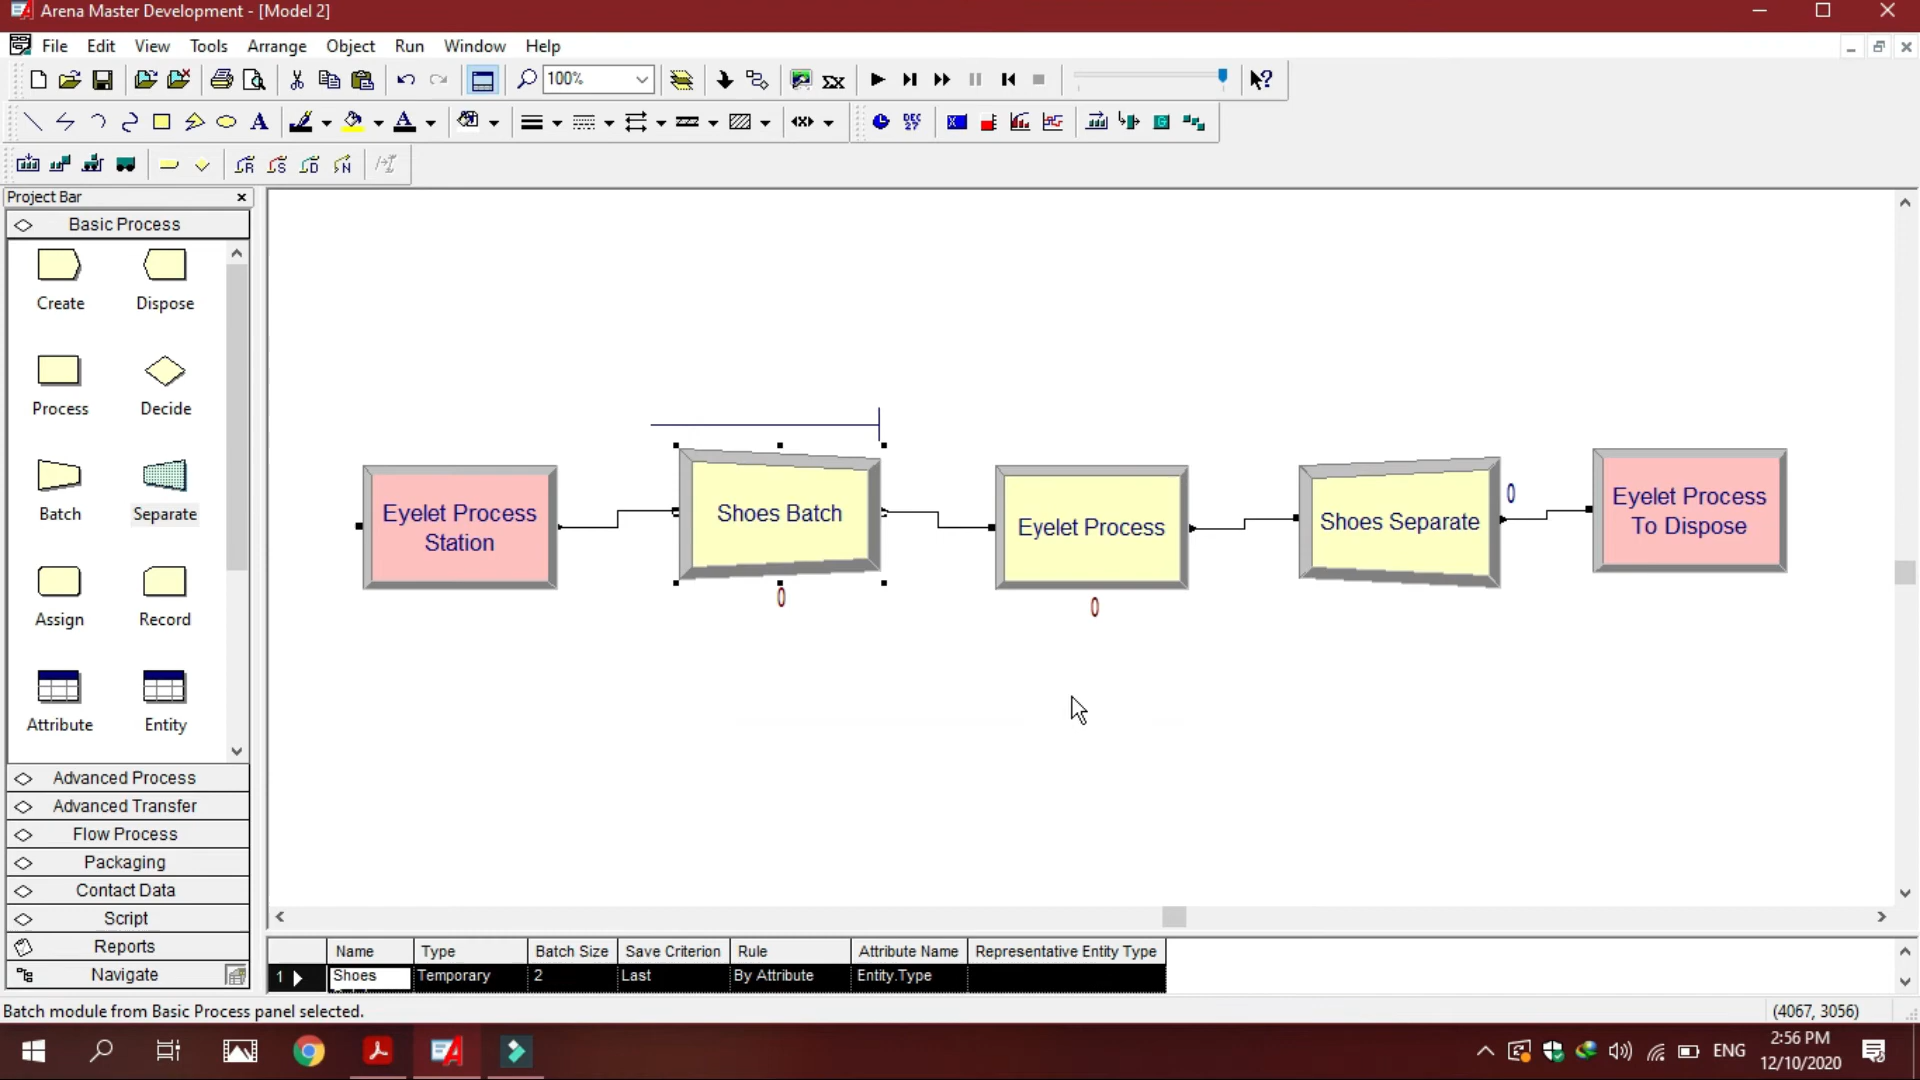 Arena Master Development - [Model 2]
File Edit View Tools Arrange Object Run Window Help
100%
Project Bar
Basic Process
Create Dispose
Process Decide
Batch Separate
Assign Record
Attribute Entity
Advanced Process
Advanced Transfer
Flow Process
Packaging
Contact Data
Script
Reports
Navigate
Eyelet Process
Station
Shoes Batch
0
Eyelet Process
0
Shoes Separate
0
Eyelet Process
To Dispose
Name Type Batch Size Save Criterion Rule Attribute Name Representative Entity Type
1 Shoes Temporary 2 Last By Attribute Entity.Type
Batch module from Basic Process panel selected.
(4067, 3056)
ENG
2:56 PM
12/10/2020